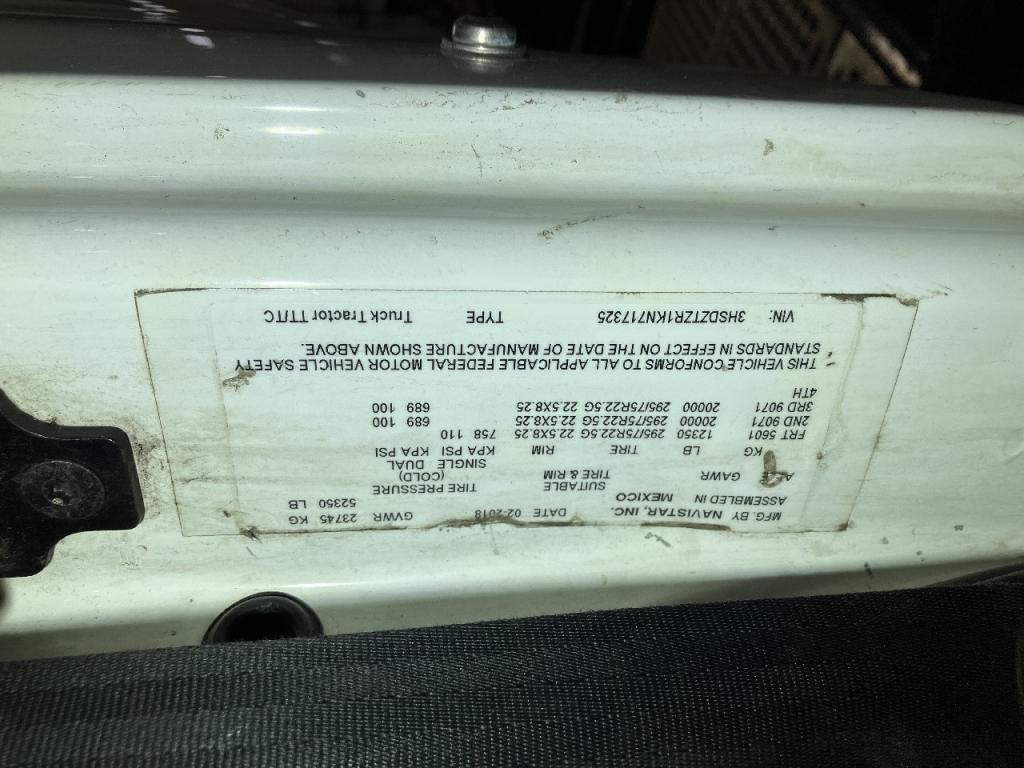 MFG. BY NAVISTAR, INC. DATE 02-2018 GVWR 23745 KG
ASSEMBLED IN MEXICO 52350 LB
SUITABLE TIRE PRESSURE
GAWR TIRE & RIM (COLD)
SINGLE DUAL
KG LB TIRE RIM KPA PSI KPA PSI
FRT 5601 12350 295/75R22.5G 22.5X8.25 758 110
2ND 9071 20000 295/75R22.5G 22.5X8.25 689 100
3RD 9071 20000 295/75R22.5G 22.5X8.25 689 100
4TH
THIS VEHICLE CONFORMS TO ALL APPLICABLE FEDERAL MOTOR VEHICLE SAFETY
STANDARDS IN EFFECT ON THE DATE OF MANUFACTURE SHOWN ABOVE.
VIN: 3HSDZTZR1KN717325 TYPE Truck Tractor TT/TC